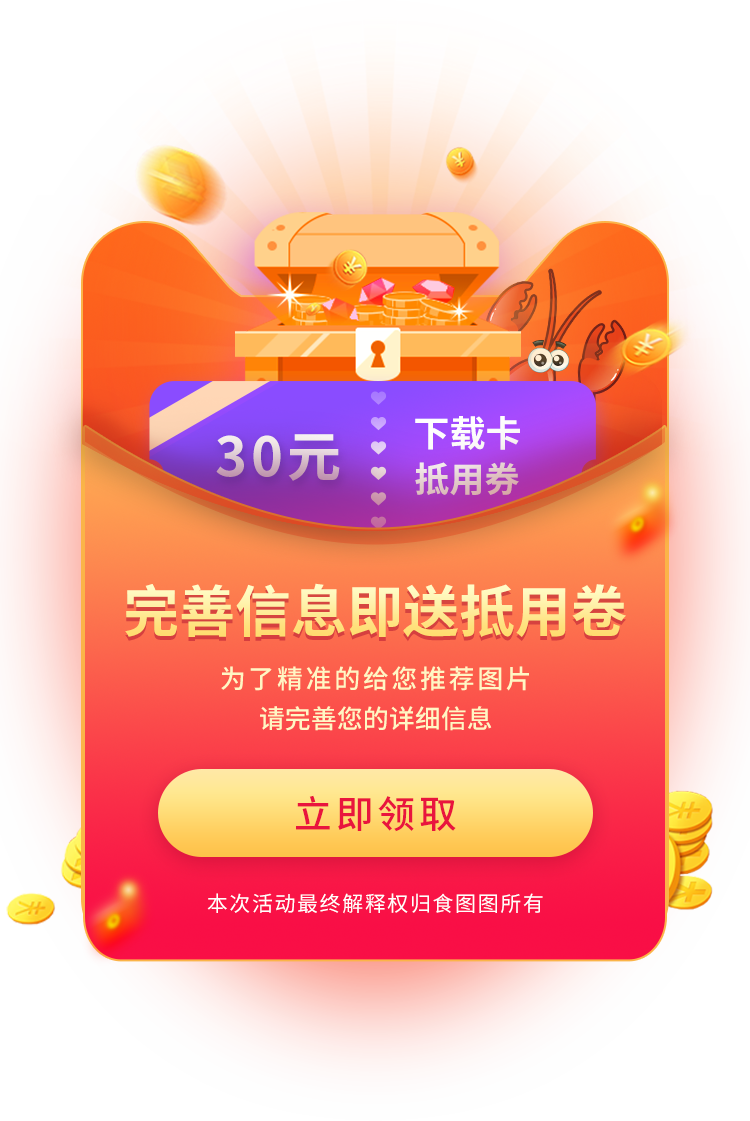 30元
下载卡
抵用券
完善信息即送抵用卷
为了精准的给您推荐图片
请完善您的详细信息
立即领取
本次活动最终解释权归食图图所有